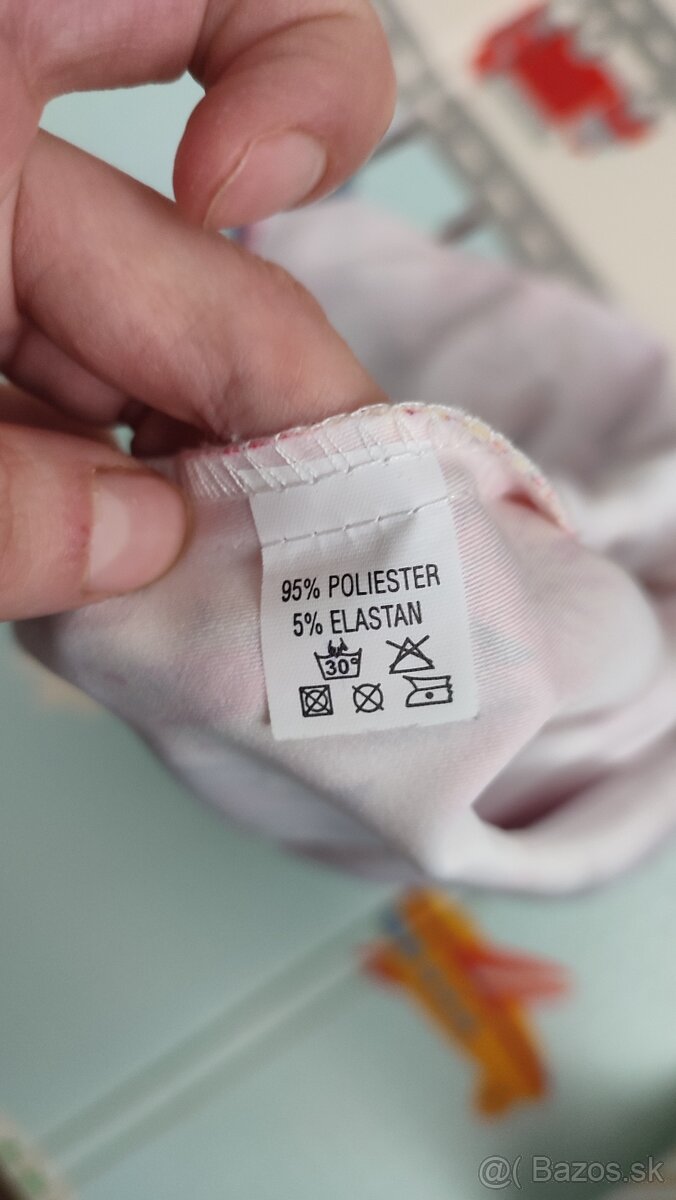 95% POLIESTER
5% ELASTAN
30°
@( Bazos.sk